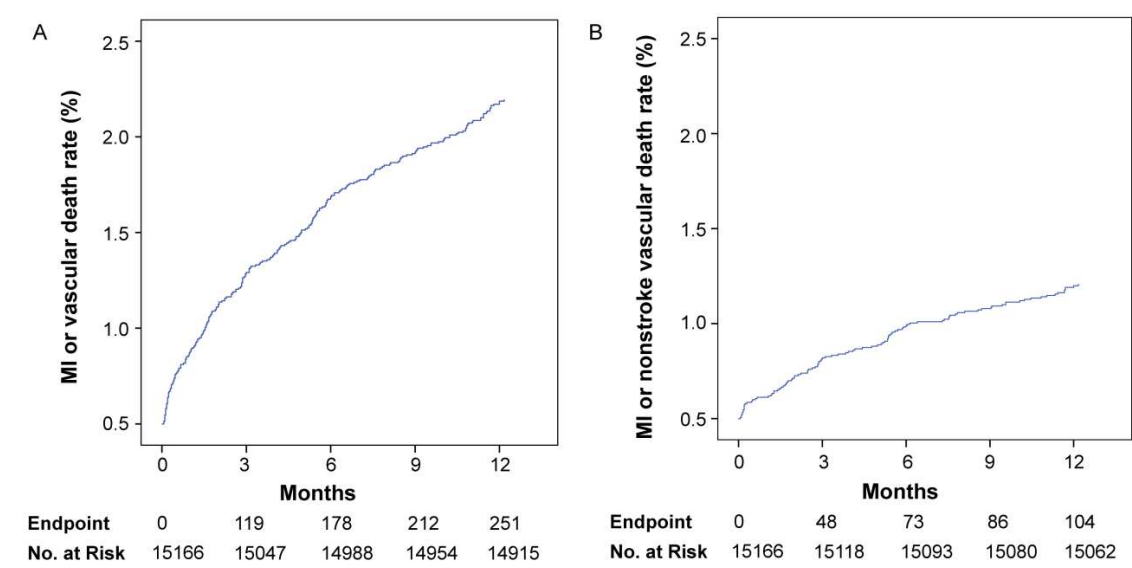 A
MI or vascular death rate (%)
2.5
2.0
1.5
1.0
0.5
0 3 6 9 12
Months
Endpoint 0 119 178 212 251
No. at Risk 15166 15047 14988 14954 14915
B
MI or nonstroke vascular death rate (%)
2.5
2.0
1.5
1.0
0.5
0 3 6 9 12
Months
Endpoint 0 48 73 86 104
No. at Risk 15166 15118 15093 15080 15062